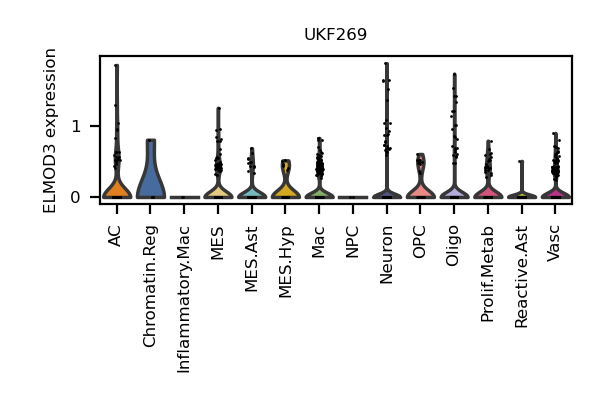 UKF269
ELMOD3 expression
1
0
AC
Chromatin.Reg
Inflammatory.Mac
MES
MES.Ast
MES.Hyp
Mac
NPC
Neuron
OPC
Oligo
Prolif.Metab
Reactive.Ast
Vasc